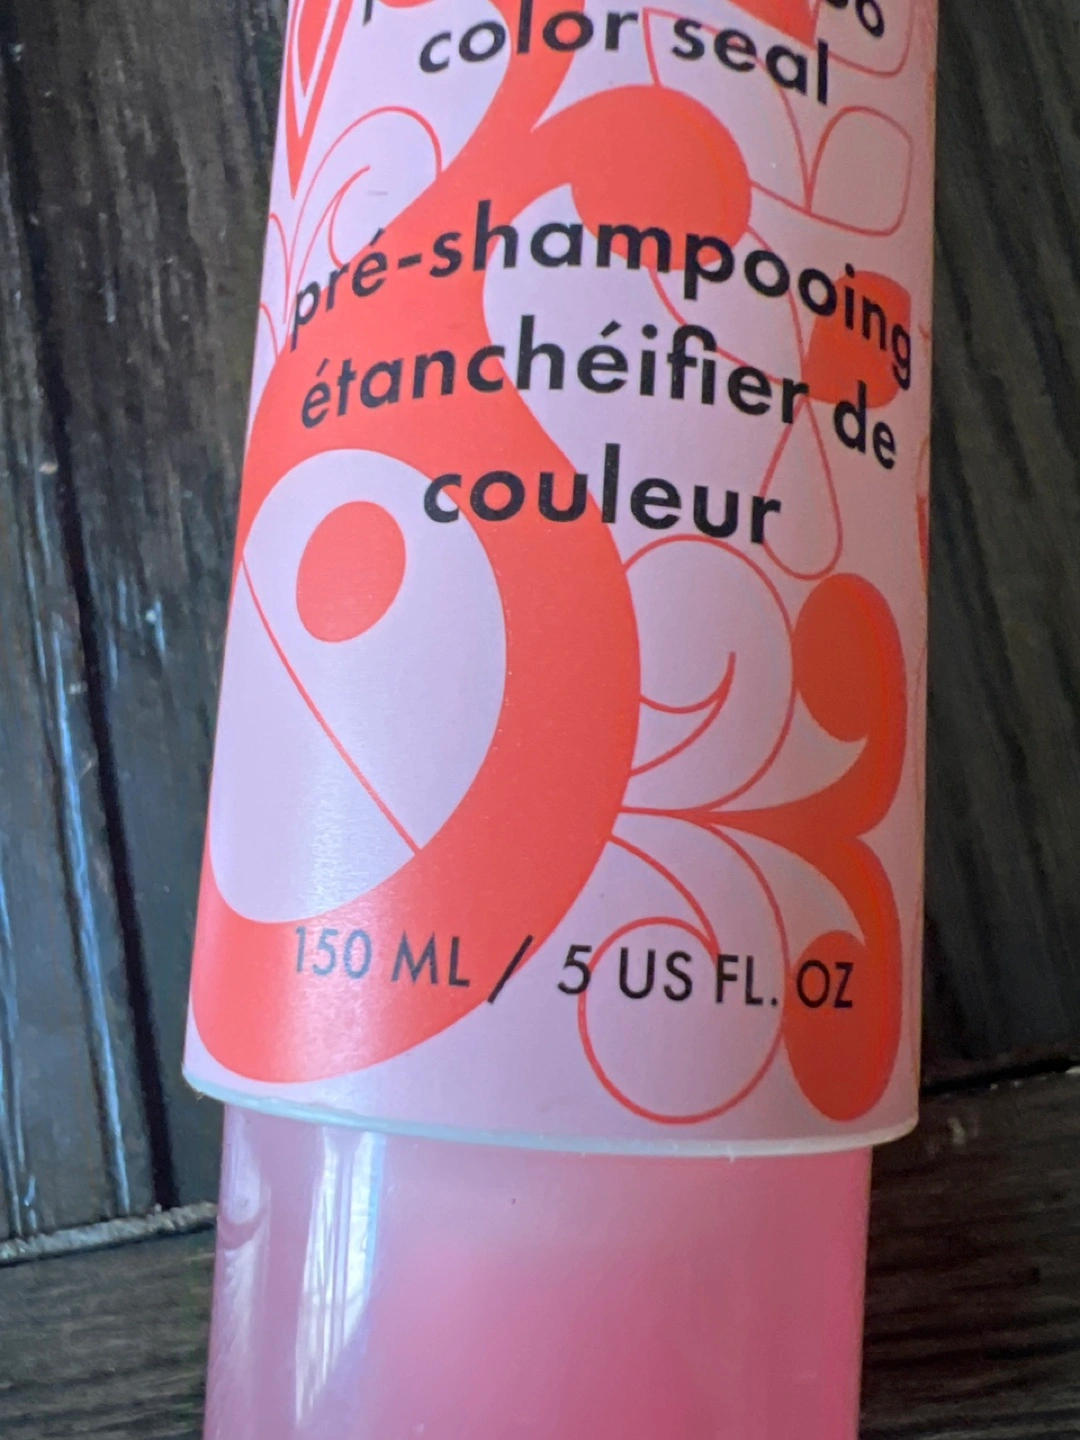 color seal
pré-shampooing
étanchéifier de
couleur
150 ML / 5 US FL. OZ